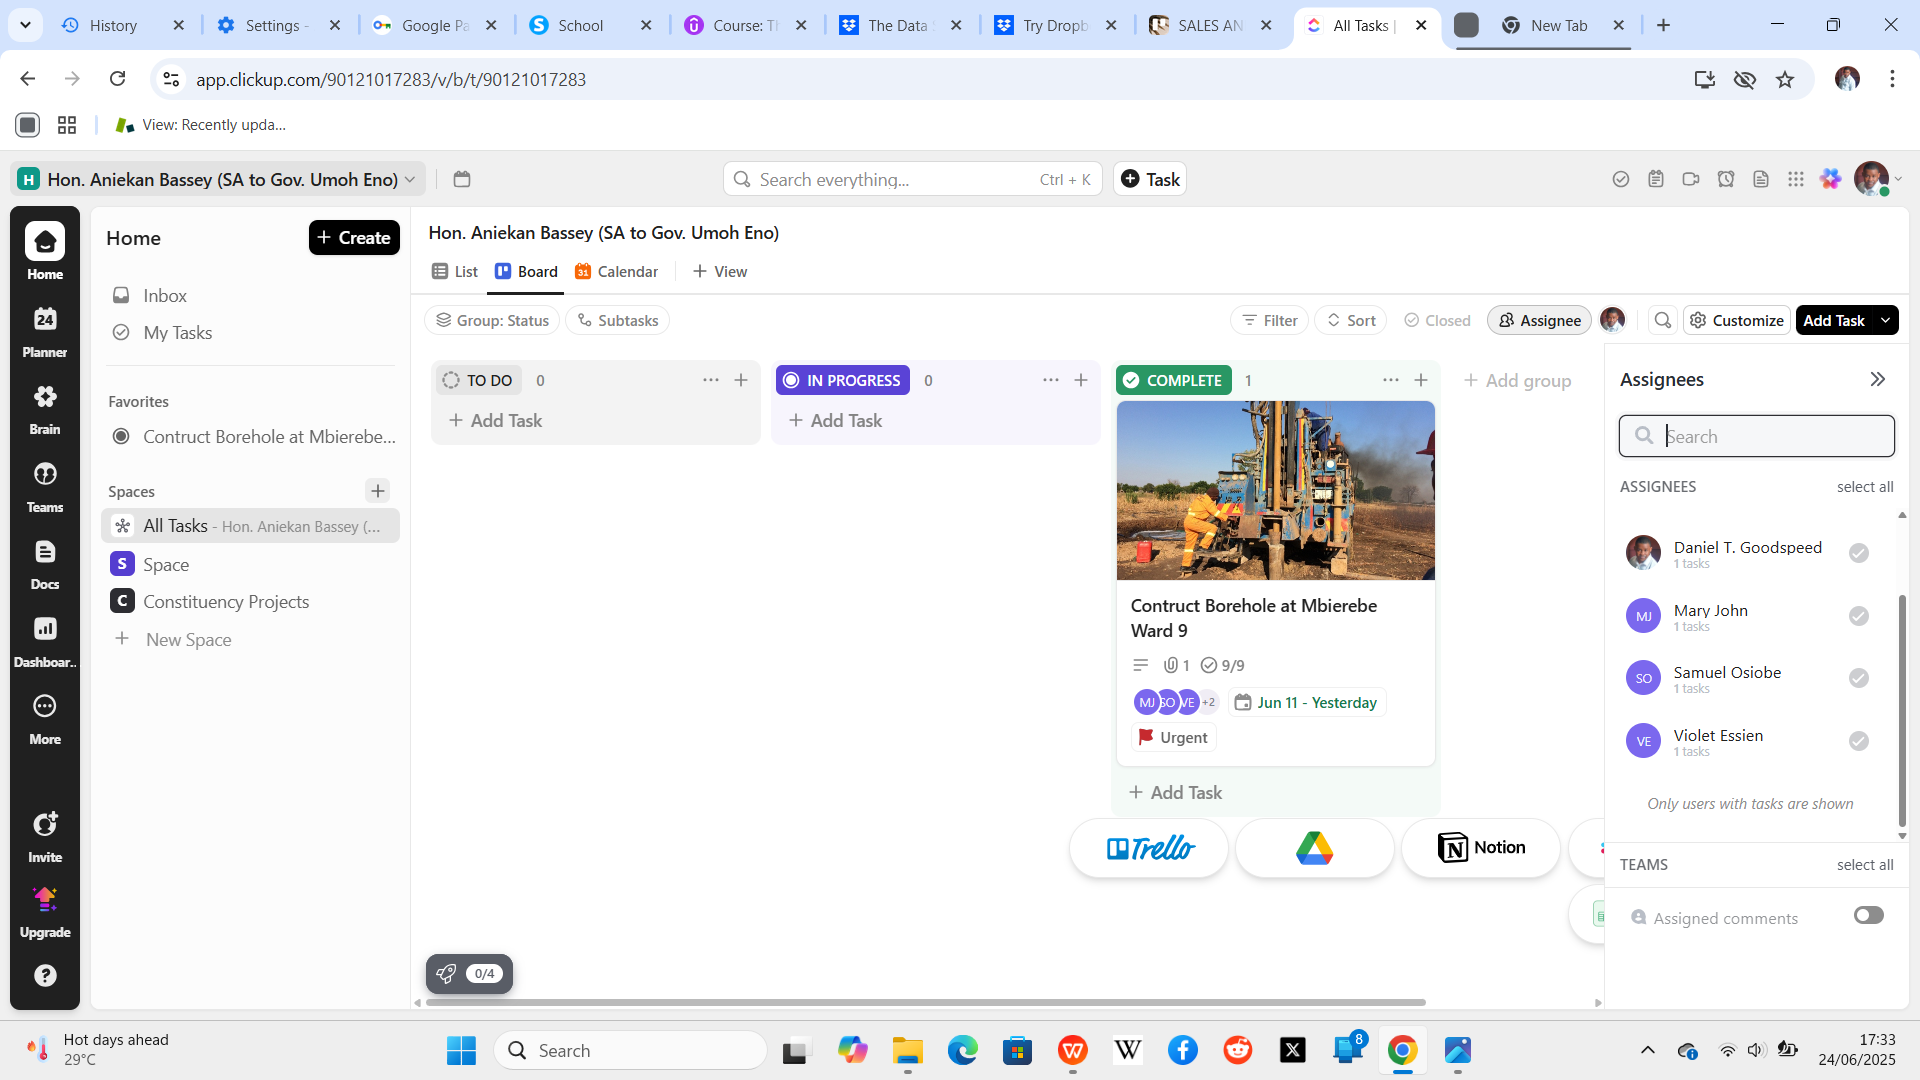 History
Settings -
Google Pa
School
Course: Th
The Data S
Try Dropb
SALES AN
All Tasks |
New Tab
app.clickup.com/90121017283/v/b/t/90121017283
View: Recently upda...
H Hon. Aniekan Bassey (SA to Gov. Umoh Eno)
Search everything...
Ctrl + K
Task
Home
24
Planner
Brain
Teams
Docs
Dashboar..
More
Invite
Upgrade
Home
Create
Inbox
My Tasks
Favorites
Contruct Borehole at Mbierebe...
Spaces
All Tasks - Hon. Aniekan Bassey (...
S Space
C Constituency Projects
New Space
Hon. Aniekan Bassey (SA to Gov. Umoh Eno)
List
Board
31 Calendar
View
Group: Status
Subtasks
Filter
Sort
Closed
Assignee
Customize
Add Task
TO DO 0
Add Task
IN PROGRESS 0
Add Task
COMPLETE 1
Add group
Contruct Borehole at Mbierebe
Ward 9
1
9/9
MJ SO VE +2
Jun 11 - Yesterday
Urgent
Add Task
Trello
Notion
0/4
Assignees
Search
ASSIGNEES
select all
Daniel T. Goodspeed
1 tasks
MJ
Mary John
1 tasks
SO
Samuel Osiobe
1 tasks
VE
Violet Essien
1 tasks
Only users with tasks are shown
TEAMS
select all
Assigned comments
Hot days ahead
29°C
Search
W
8
17:33
24/06/2025